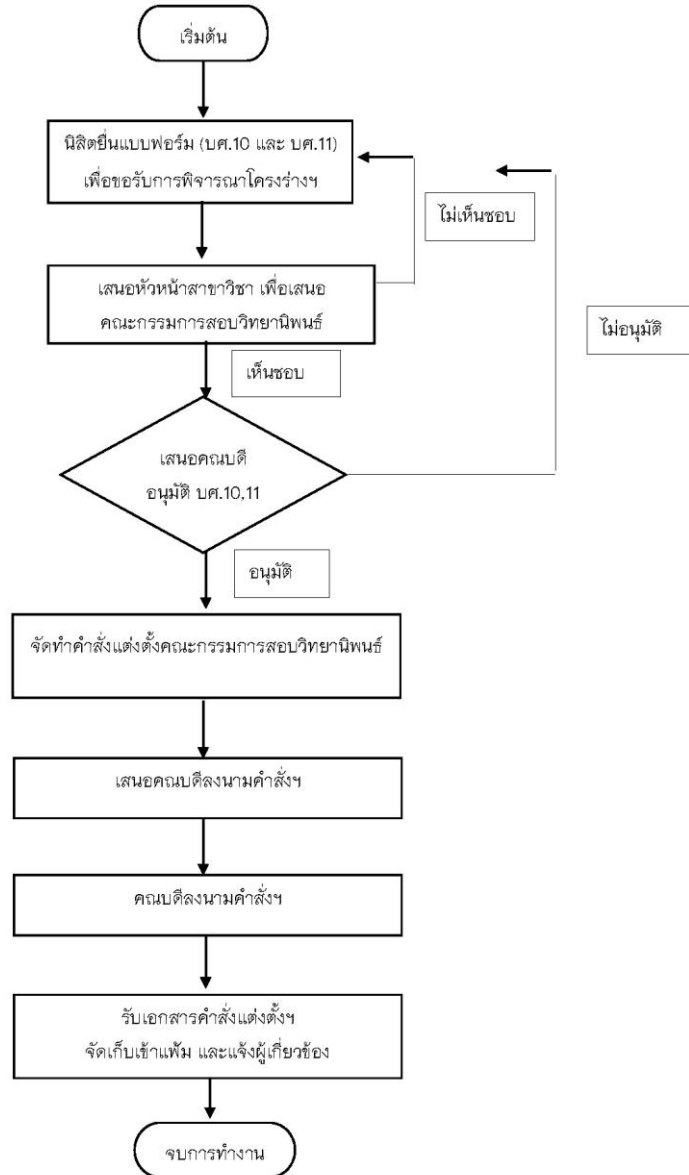 เริ่มต้น
นิสิตยื่นแบบฟอร์ม (บศ.10 และ บศ.11)
เพื่อขอรับการพิจารณาโครงร่างฯ
ไม่เห็นชอบ
เสนอหัวหน้าสาขาวิชา เพื่อเสนอ
คณะกรรมการสอบวิทยานิพนธ์
ไม่อนุมัติ
เห็นชอบ
เสนอคณบดี
อนุมัติ บศ.10,11
อนุมัติ
จัดทำคำสั่งแต่งตั้งคณะกรรมการสอบวิทยานิพนธ์
เสนอคณบดีลงนามคำสั่งฯ
คณบดีลงนามคำสั่งฯ
รับเอกสารคำสั่งแต่งตั้งฯ
จัดเก็บเข้าแฟ้ม และแจ้งผู้เกี่ยวข้อง
จบการทำงาน